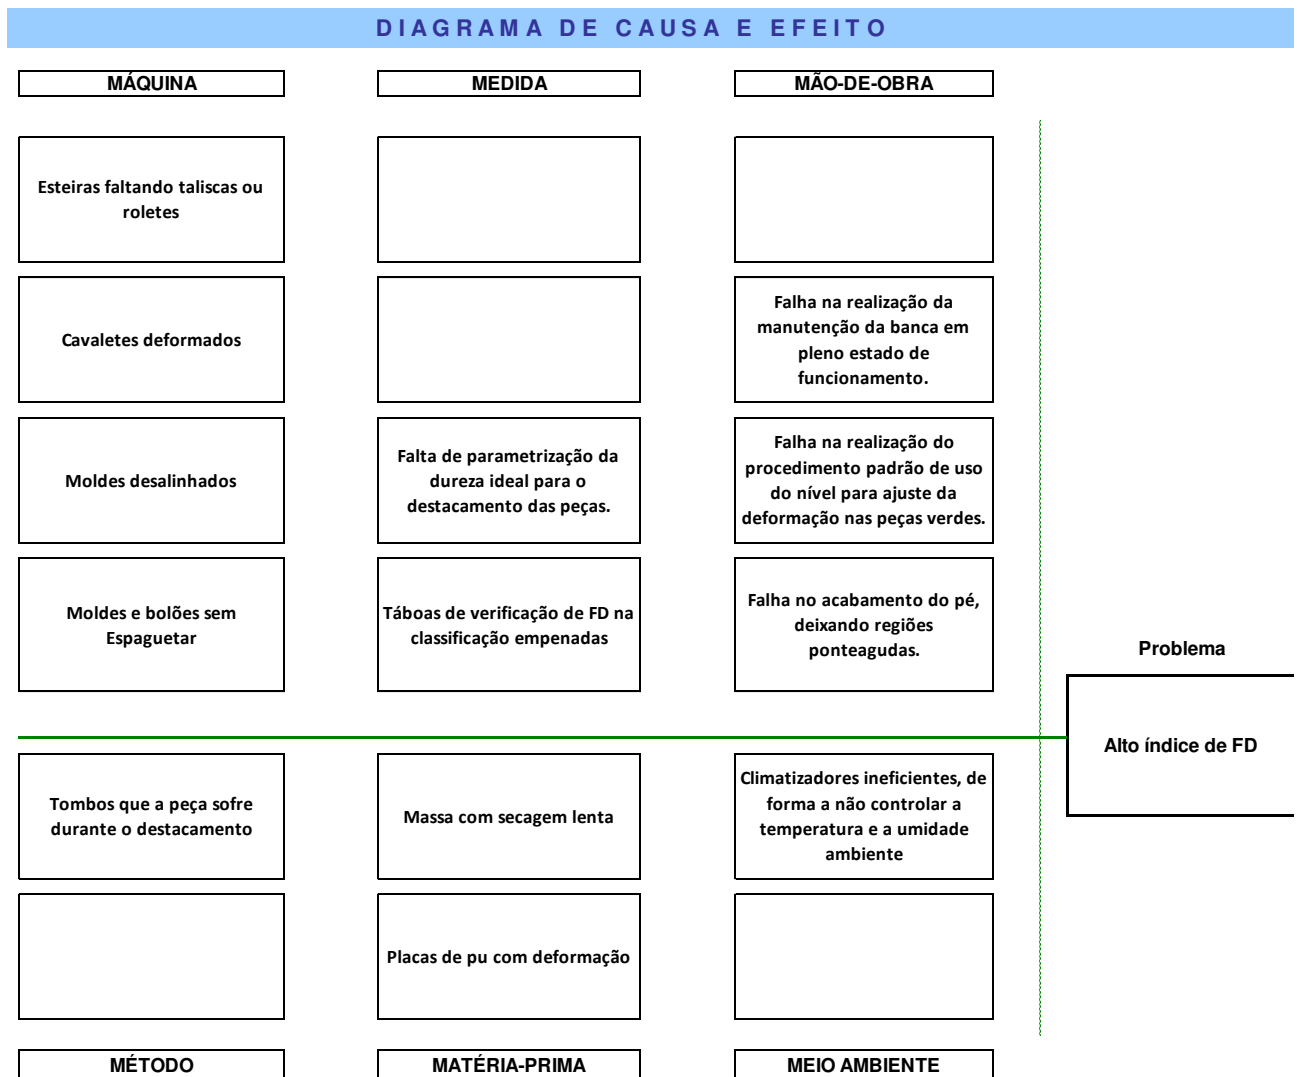 DIAGRAMA DE CAUSA E EFEITO
MÁQUINA
MEDIDA
MÃO-DE-OBRA
Esteiras faltando taliscas ou
roletes
Cavaletes deformados
Falha na realização da
manutenção da banca em
pleno estado de
funcionamento.
Moldes desalinhados
Falta de parametrização da
dureza ideal para o
destacamento das peças.
Falha na realização do
procedimento padrão de uso
do nível para ajuste da
deformação nas peças verdes.
Moldes e bolões sem
Espaguetar
Táboas de verificação de FD na
classificação empenadas
Falha no acabamento do pé,
deixando regiões
ponteagudas.
Problema
Alto índice de FD
Tombos que a peça sofre
durante o destacamento
Massa com secagem lenta
Climatizadores ineficientes, de
forma a não controlar a
temperatura e a umidade
ambiente
Placas de pu com deformação
MÉTODO
MATÉRIA-PRIMA
MEIO AMBIENTE